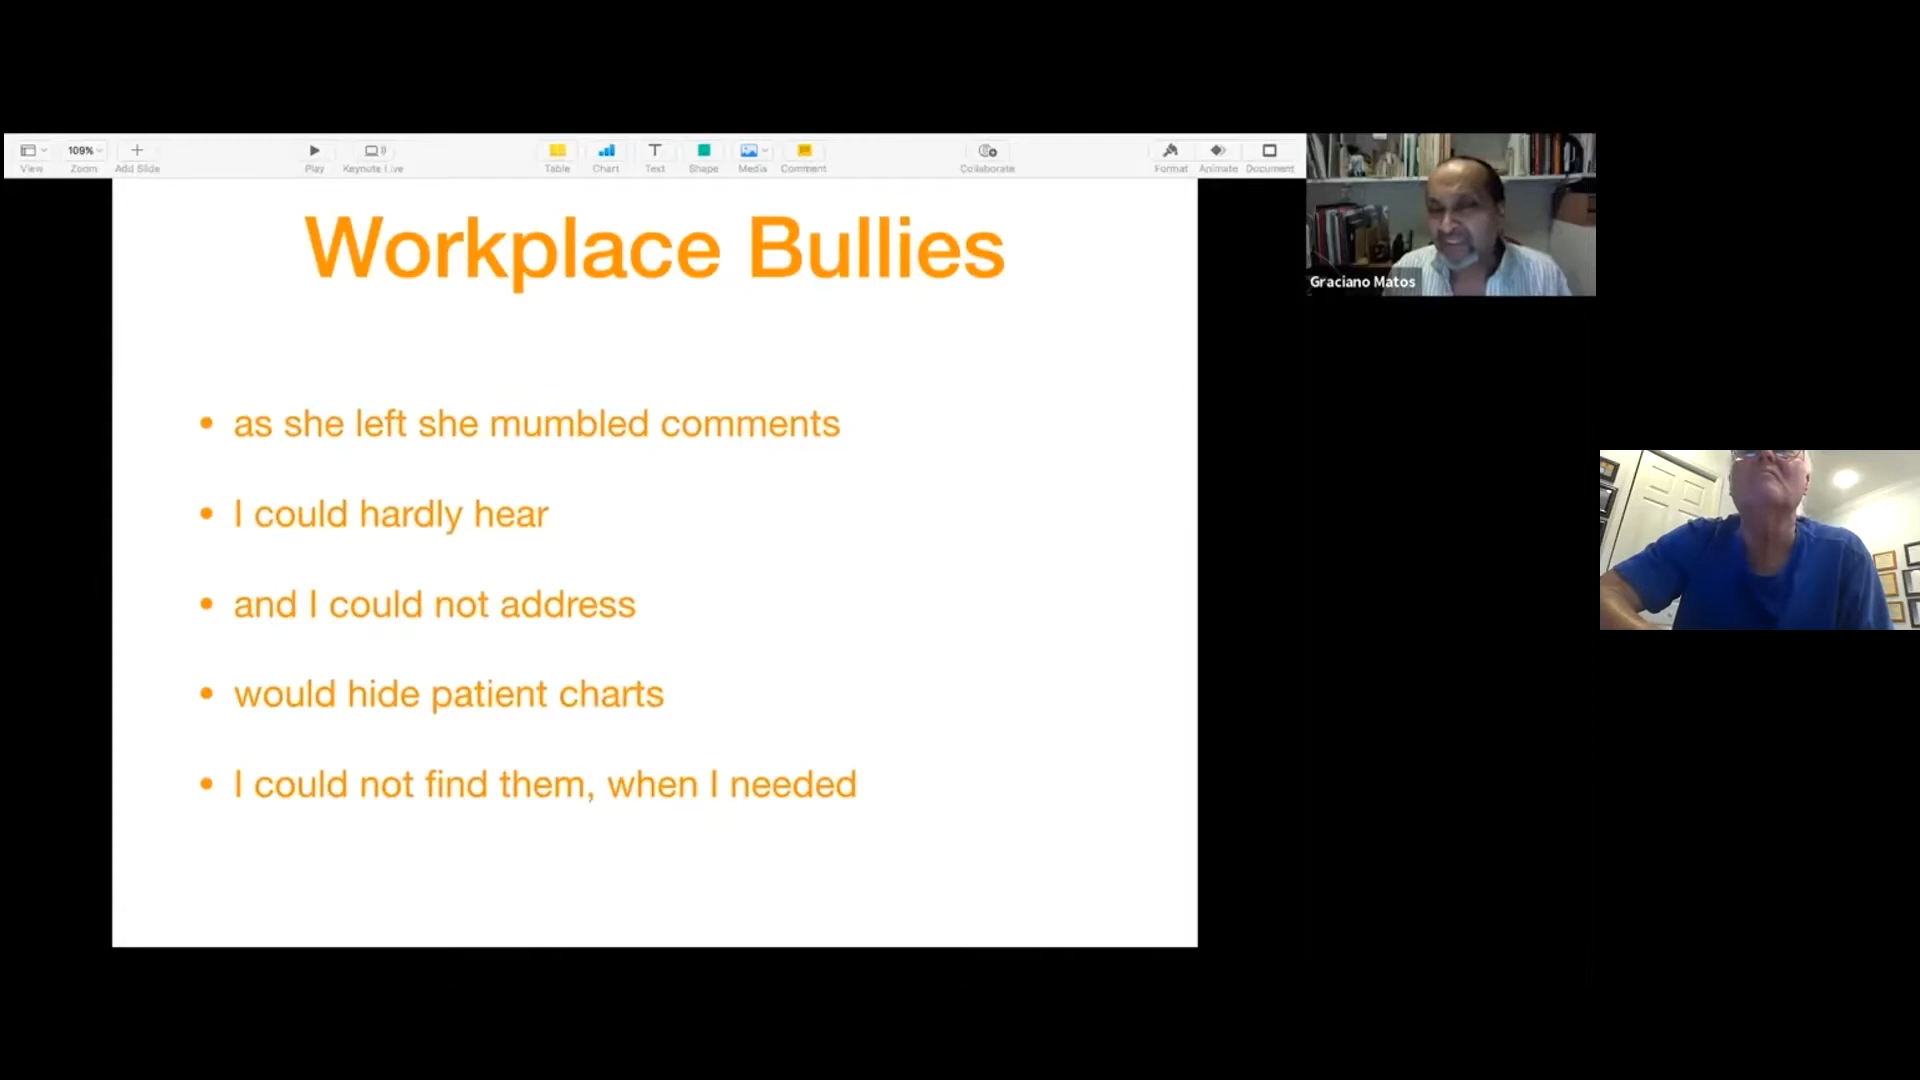 109%
View
Zoom
Add Slide
Play
Keynote Live
Table
Chart
Text
Shape
Media
Comment
Collaborate
Format
Animate
Document
Workplace Bullies
Graciano Matos
• as she left she mumbled comments
• I could hardly hear
• and I could not address
• would hide patient charts
• I could not find them, when I needed